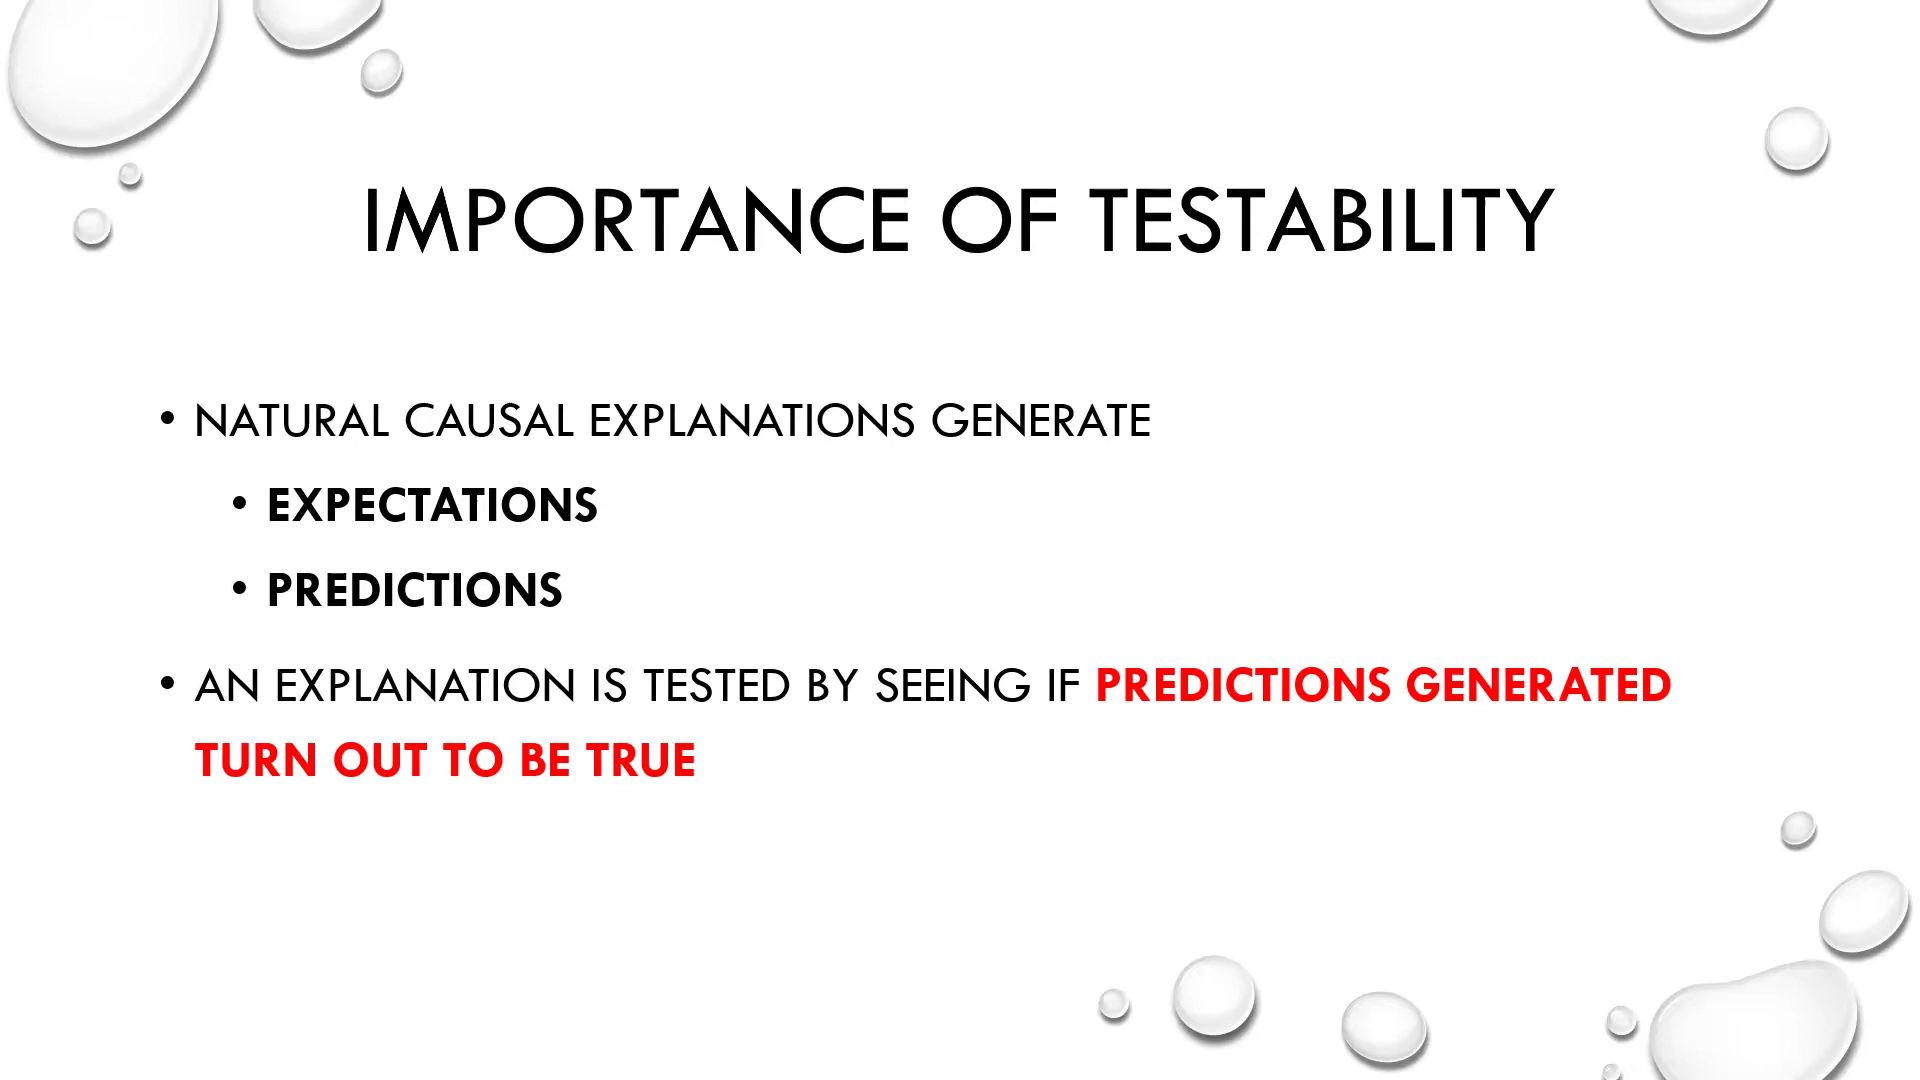 IMPORTANCE OF TESTABILITY
• NATURAL CAUSAL EXPLANATIONS GENERATE
• EXPECTATIONS
• PREDICTIONS
• AN EXPLANATION IS TESTED BY SEEING IF PREDICTIONS GENERATED
TURN OUT TO BE TRUE